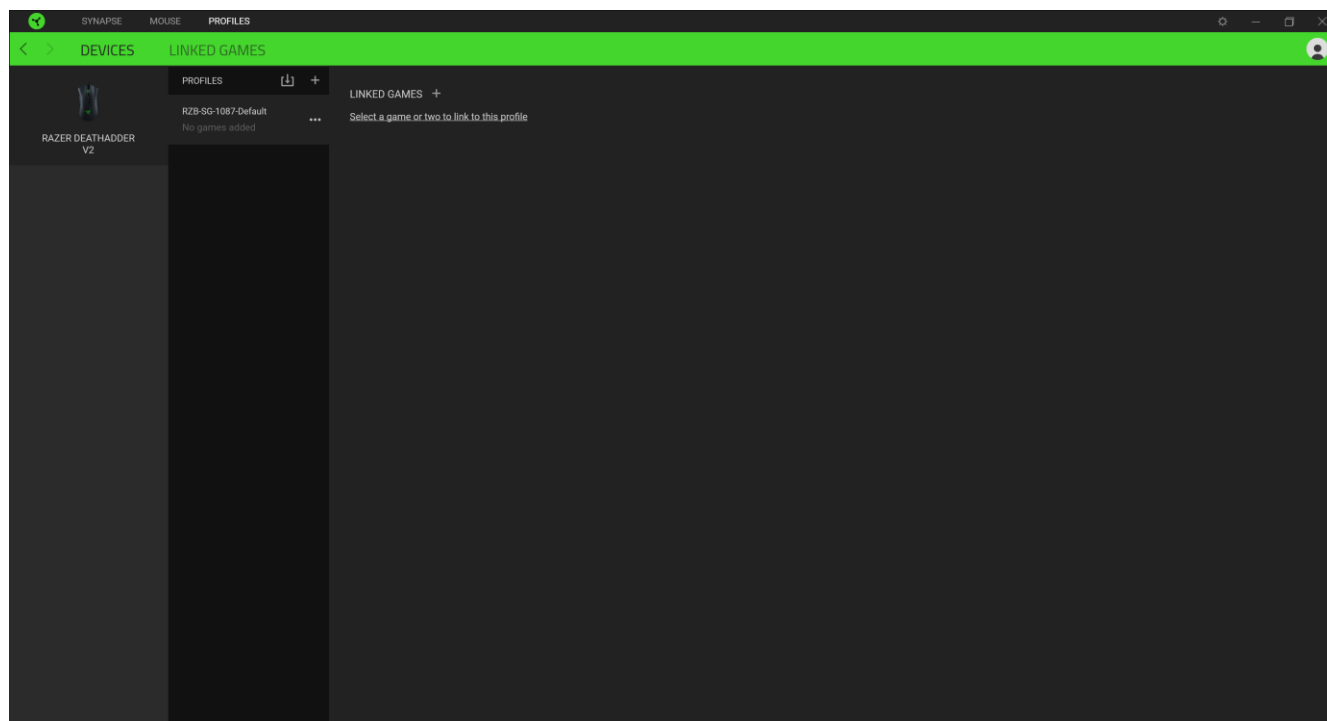 SYNAPSE MOUSE PROFILES
DEVICES LINKED GAMES
RAZER DEATHADDER
V2
PROFILES
RZB-SG-1087-Default
No games added
LINKED GAMES
Select a game or two to link to this profile